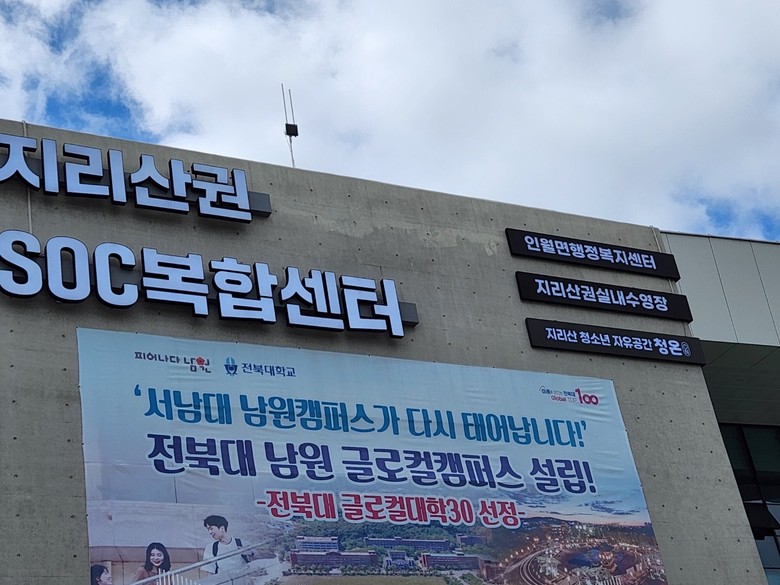 지리산권
SOC복합센터
인월면행정복지센터
지리산권실내수영장
지리산 청소년 자유공간 청온
피어나다 남원 전북대학교
Global TOP 100
'서남대 남원캠퍼스가 다시 태어납니다!'
전북대 남원 글로컬캠퍼스 설립!
-전북대 글로컬대학30 선정-